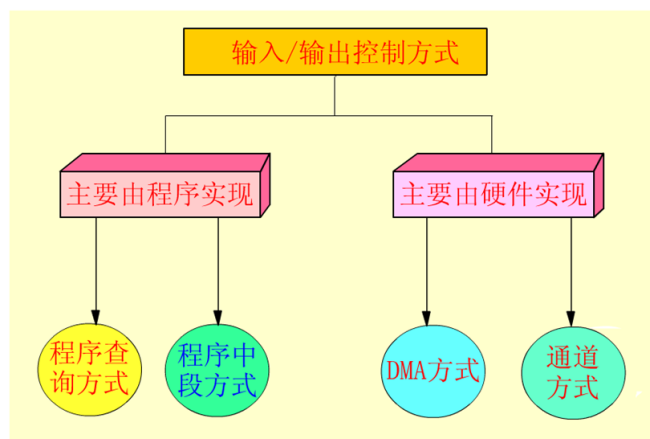 输入/输出控制方式
主要由程序实现
主要由硬件实现
程序查
询方式
程序中
段方式
DMA方式
通道
方式